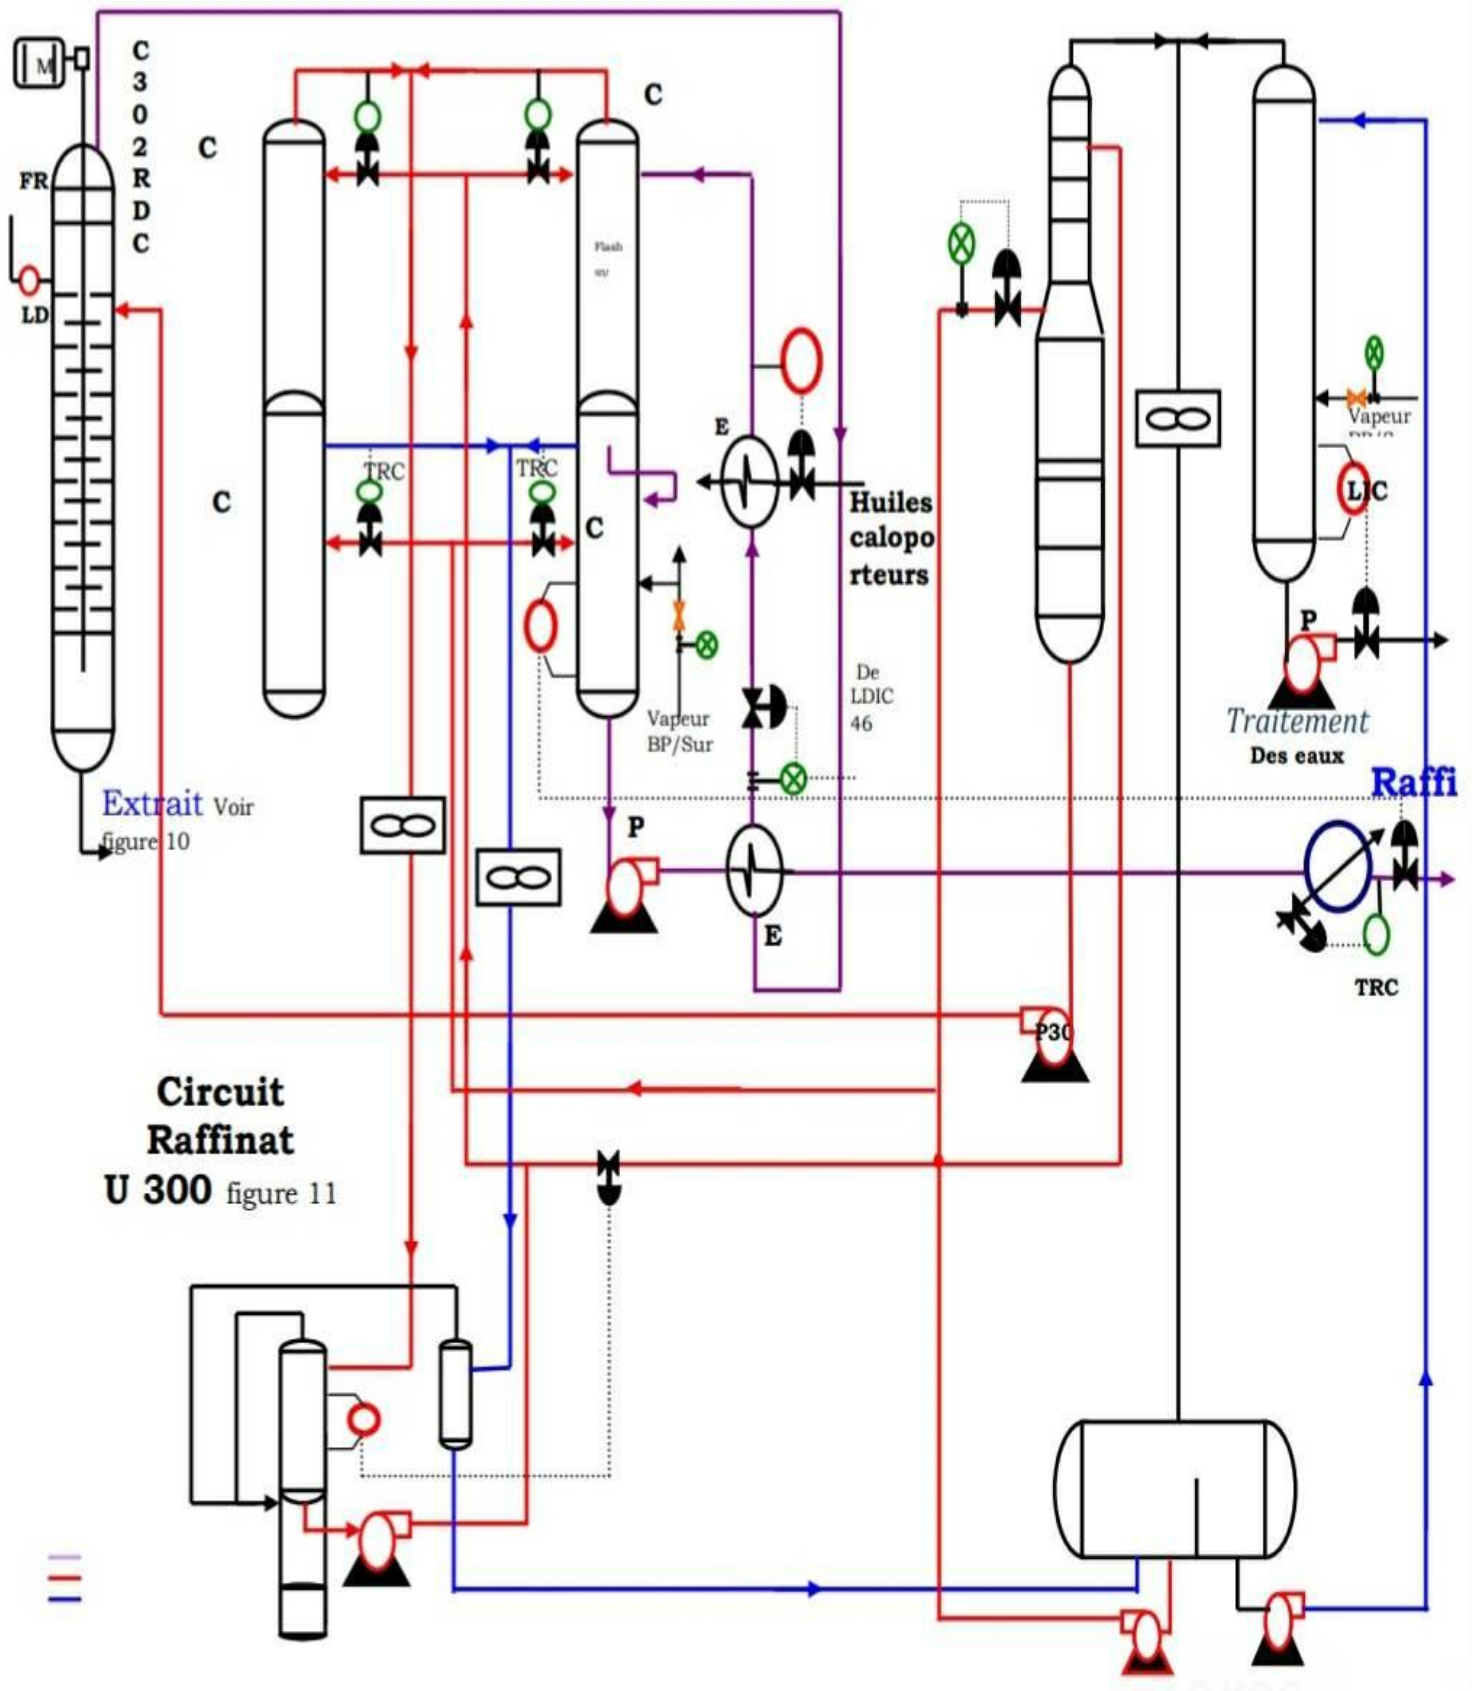 M
C
3
0
2
R
D
C
FR
LD
C
C
Flash
TRC
TRC
C
C
E
Huiles
calopo
rteurs
Vapeur
LIC
P
Traitement
Des eaux
De
LDIC
46
Vapeur
BP/Sur
Raffi
Extrait Voir
figure 10
P
E
TRC
P30
Circuit
Raffinat
U 300 figure 11